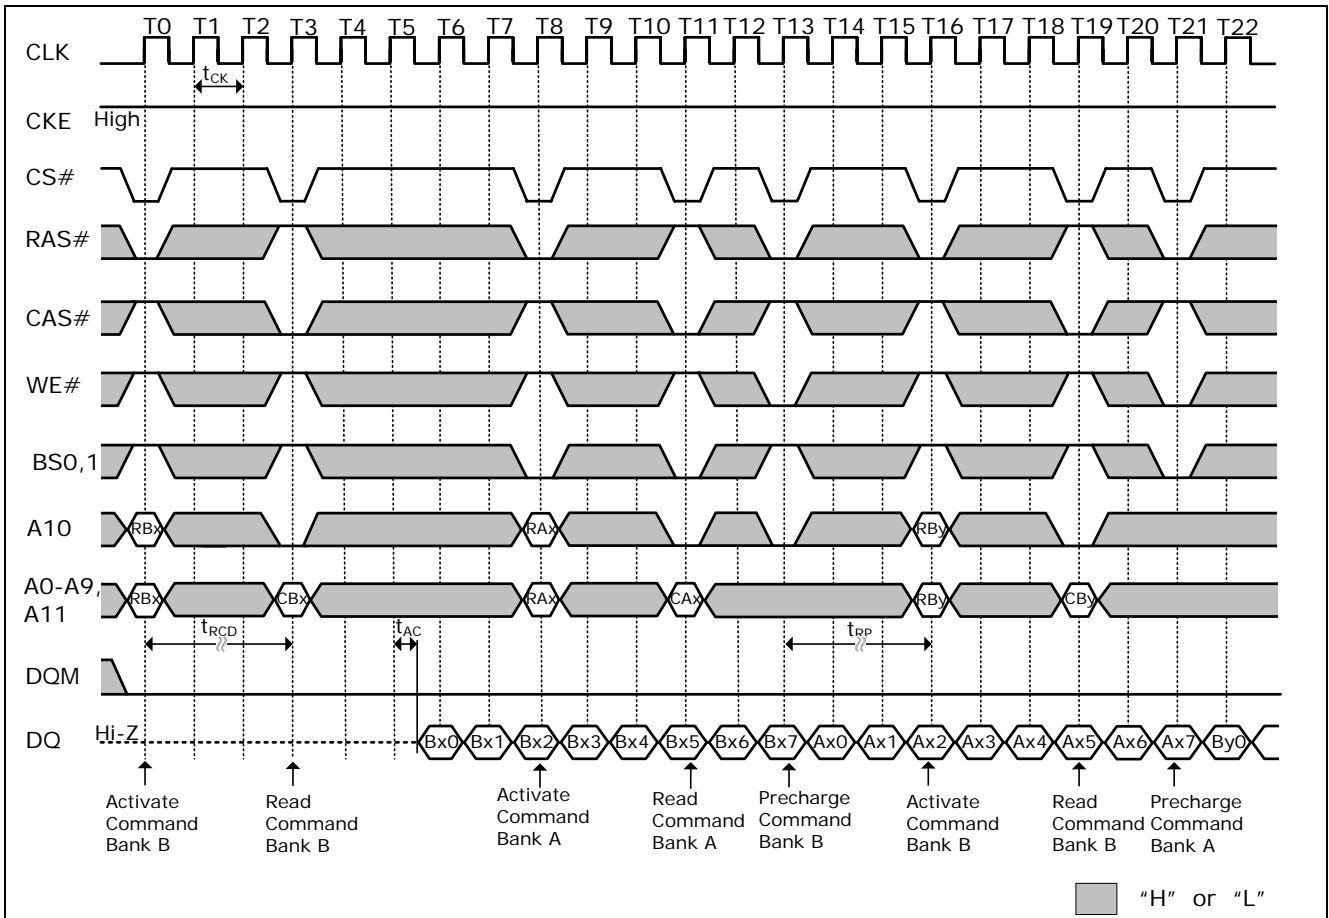 T0 T1 T2 T3 T4 T5 T6 T7 T8 T9 T10 T11 T12 T13 T14 T15 T16 T17 T18 T19 T20 T21 T22
CLK
tCK
CKE High
CS#
RAS#
CAS#
WE#
BS0,1
A10 RBx RAx RBy
A0-A9,
A11
RBx CBx RAx CAx RBy CBy
tRCD tAC tRP
DQM
DQ Hi-Z Bx0 Bx1 Bx2 Bx3 Bx4 Bx5 Bx6 Bx7 Ax0 Ax1 Ax2 Ax3 Ax4 Ax5 Ax6 Ax7 By0
Activate
Command
Bank B
Read
Command
Bank B
Activate
Command
Bank A
Read
Command
Bank A
Precharge
Command
Bank B
Activate
Command
Bank B
Read
Command
Bank B
Precharge
Command
Bank A
“H” or “L”